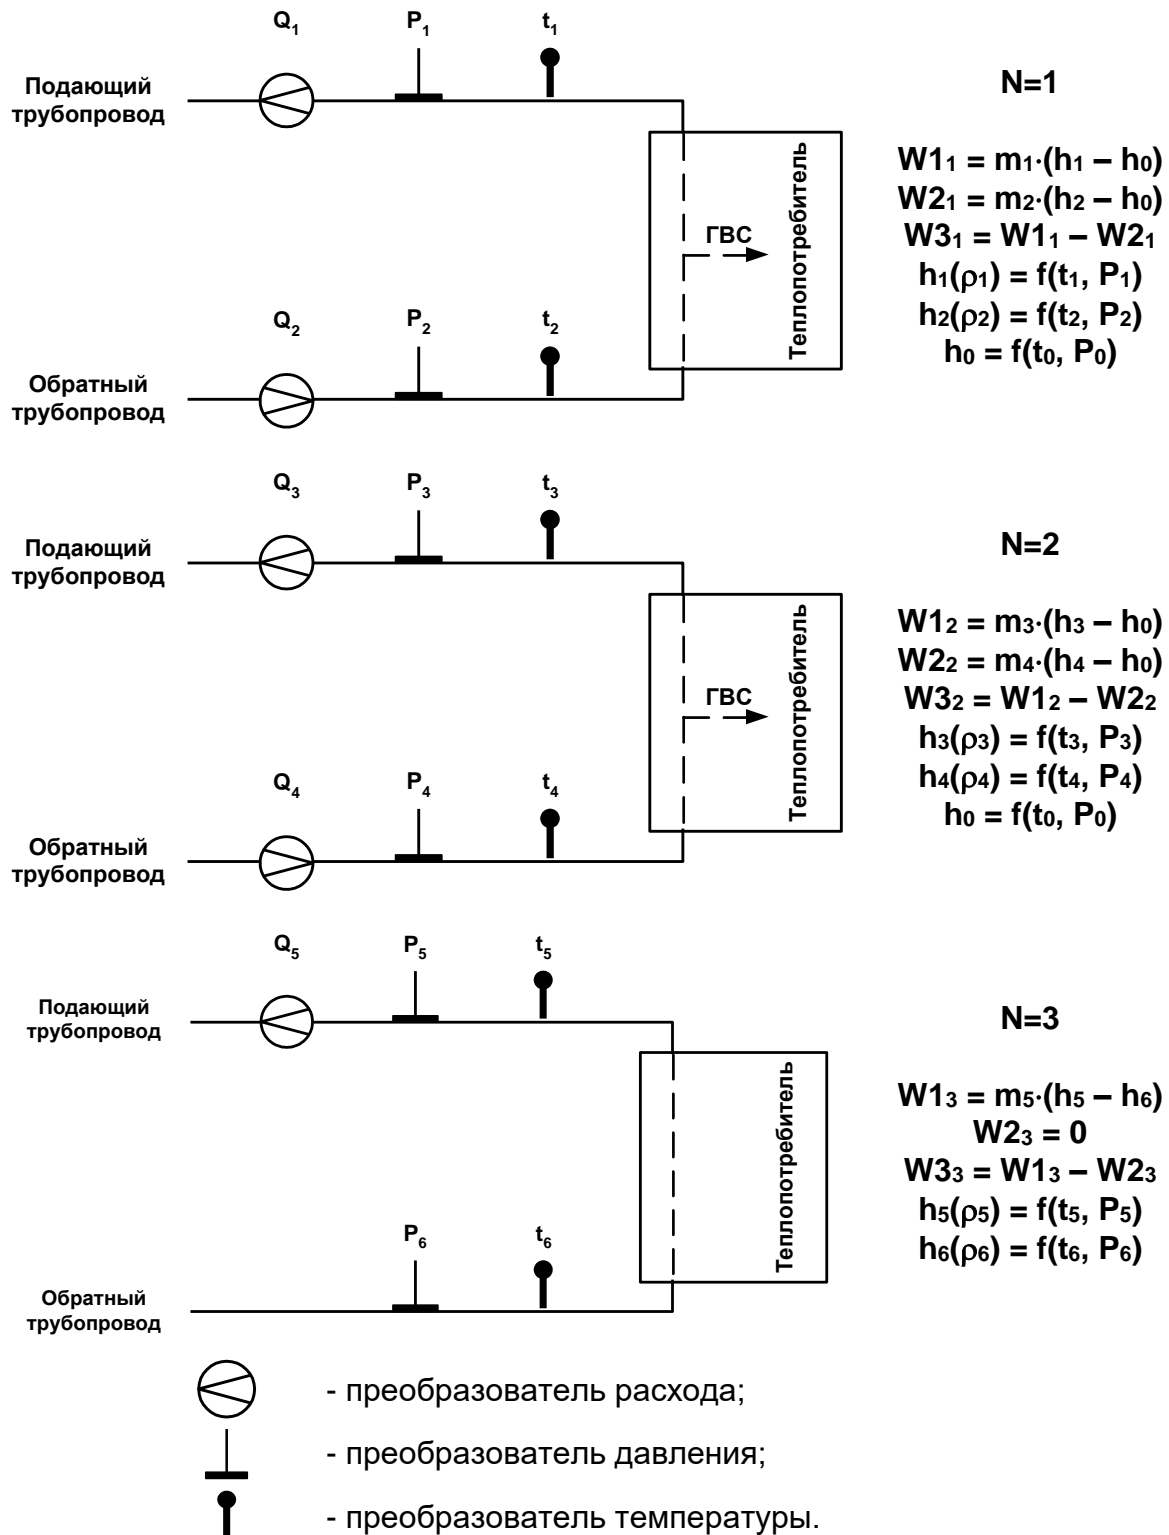 Q₁ P₁ t₁
Подающий
трубопровод
N=1
W1₁ = m₁·(h₁ – h₀)
W2₁ = m₂·(h₂ – h₀)
W3₁ = W1₁ – W2₁
h₁(ρ₁) = f(t₁, P₁)
h₂(ρ₂) = f(t₂, P₂)
h₀ = f(t₀, P₀)
ГВС
Теплопотребитель
Q₂ P₂ t₂
Обратный
трубопровод
Q₃ P₃ t₃
Подающий
трубопровод
N=2
W1₂ = m₃·(h₃ – h₀)
W2₂ = m₄·(h₄ – h₀)
W3₂ = W1₂ – W2₂
h₃(ρ₃) = f(t₃, P₃)
h₄(ρ₄) = f(t₄, P₄)
h₀ = f(t₀, P₀)
ГВС
Теплопотребитель
Q₄ P₄ t₄
Обратный
трубопровод
Q₅ P₅ t₅
Подающий
трубопровод
N=3
W1₃ = m₅·(h₅ – h₆)
W2₃ = 0
W3₃ = W1₃ – W2₃
h₅(ρ₅) = f(t₅, P₅)
h₆(ρ₆) = f(t₆, P₆)
Теплопотребитель
P₆ t₆
Обратный
трубопровод
- преобразователь расхода;
- преобразователь давления;
- преобразователь температуры.